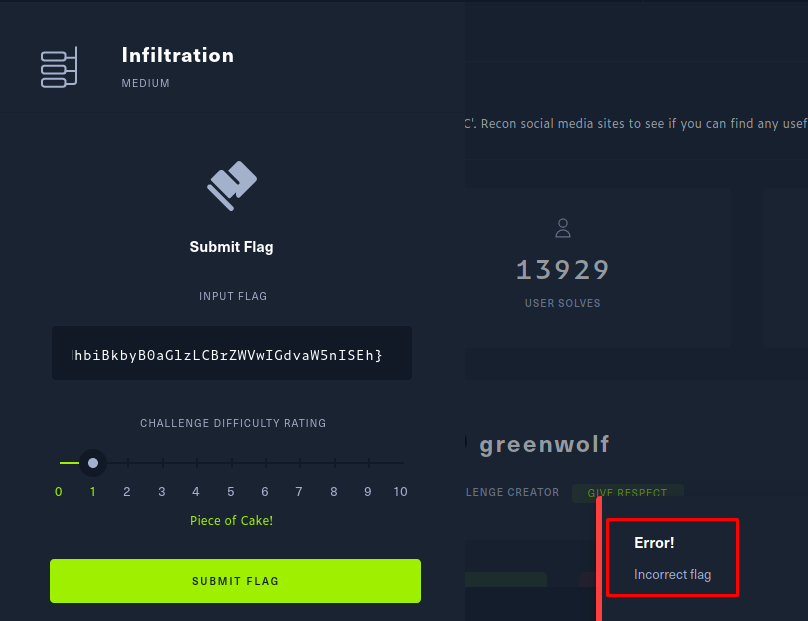 Infiltration
MEDIUM
C'. Recon social media sites to see if you can find any usef
Submit Flag
INPUT FLAG
hbiBkbyB0aGlzLCBrZWVwIGdvaW5nISEh}
13929
USER SOLVES
CHALLENGE DIFFICULTY RATING
0 1 2 3 4 5 6 7 8 9 10
Piece of Cake!
SUBMIT FLAG
greenwolf
LENGE CREATOR
GIVE RESPECT
Error!
Incorrect flag